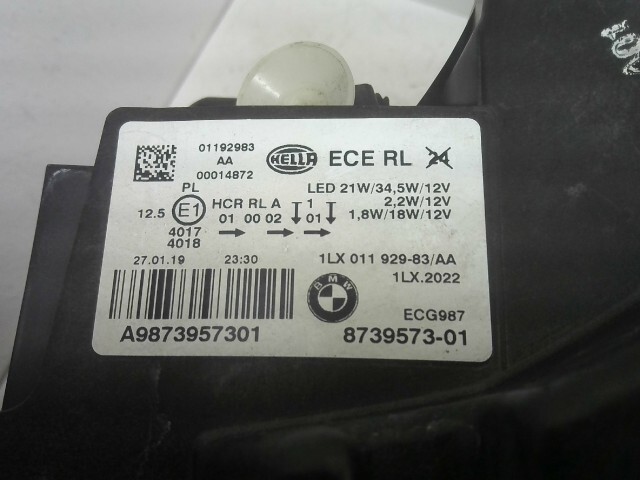 01192983
AA
00014872
HELLA ECE RL 24
PL
LED 21W/34,5W/12V
2,2W/12V
1,8W/18W/12V
12.5 E1 HCR RL A 1
01 00 02 01
4017
4018
27.01.19 23:30
1LX 011 929-83/AA
1LX.2022
BMW
ECG987
A9873957301
8739573-01